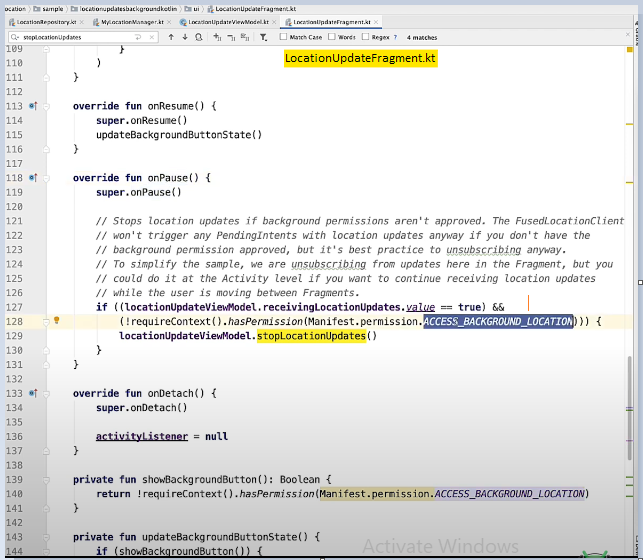 ocation sample locationupdatesbackgroundkotlin ui LocationUpdateFragment.kt
LocationRepository.kt × MyLocationManager.kt × LocationUpdateViewModel.kt × LocationUpdateFragment.kt ×
stopLocationUpdates Match Case Words Regex ? 4 matches
LocationUpdateFragment.kt
109 }
110 )
111 }
112
113 override fun onResume() {
114 super.onResume()
115 updateBackgroundButtonState()
116 }
117
118 override fun onPause() {
119 super.onPause()
120
121 // Stops location updates if background permissions aren't approved. The FusedLocationClient
122 // won't trigger any PendingIntents with location updates anyway if you don't have the
123 // background permission approved, but it's best practice to unsubscribing anyway.
124 // To simplify the sample, we are unsubscribing from updates here in the Fragment, but you
125 // could do it at the Activity level if you want to continue receiving location updates
126 // while the user is moving between Fragments.
127 if ((locationUpdateViewModel.receivingLocationUpdates.value == true) &&
128 (!requireContext().hasPermission(Manifest.permission.ACCESS_BACKGROUND_LOCATION))) {
129 locationUpdateViewModel.stopLocationUpdates()
130 }
131 }
132
133 override fun onDetach() {
134 super.onDetach()
135
136 activityListener = null
137 }
138
139 private fun showBackgroundButton(): Boolean {
140 return !requireContext().hasPermission(Manifest.permission.ACCESS_BACKGROUND_LOCATION)
141 }
142
143 private fun updateBackgroundButtonState() {
144 if (showBackgroundButton()) {
Activate Windows